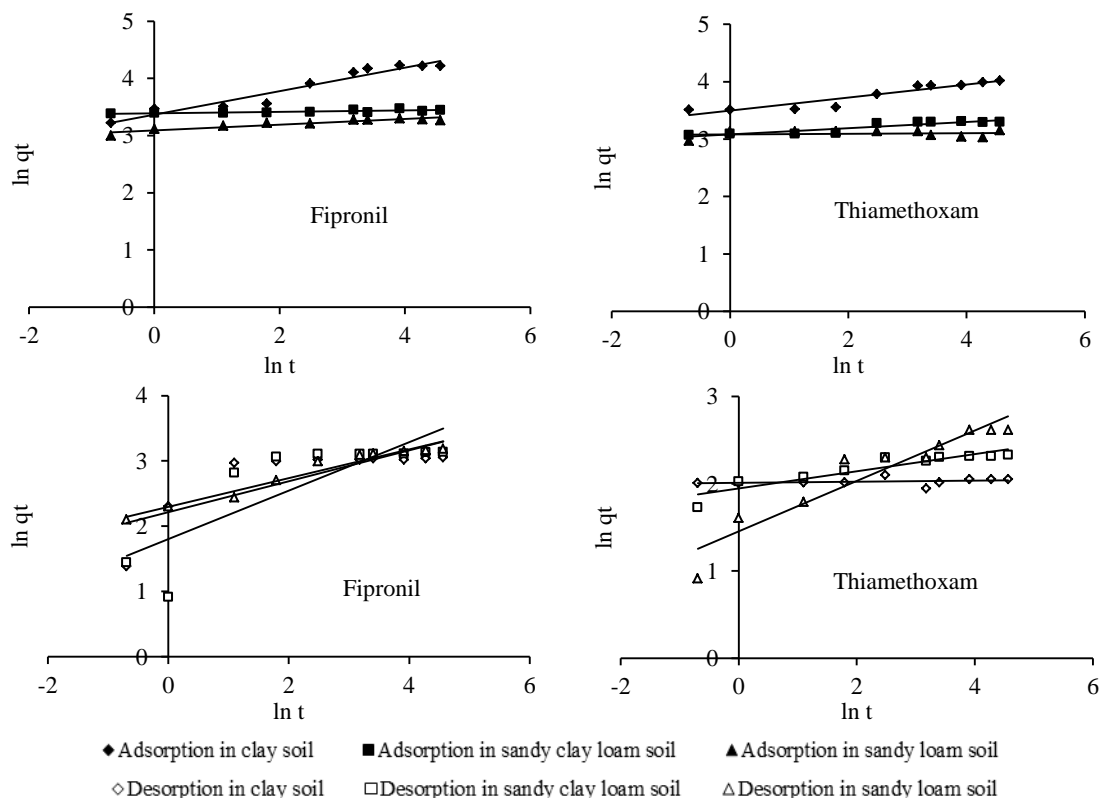 5
4
3
2
1
0
-2 0 2 4 6
ln qt
ln t
Fipronil
5
4
3
2
1
0
-2 0 2 4 6
ln qt
ln t
Thiamethoxam
4
3
2
1
0
-2 0 2 4 6
ln qt
ln t
Fipronil
3
2
1
0
-2 0 2 4 6
ln qt
ln t
Thiamethoxam
Adsorption in clay soil Adsorption in sandy clay loam soil Adsorption in sandy loam soil
Desorption in clay soil Desorption in sandy clay loam soil Desorption in sandy loam soil